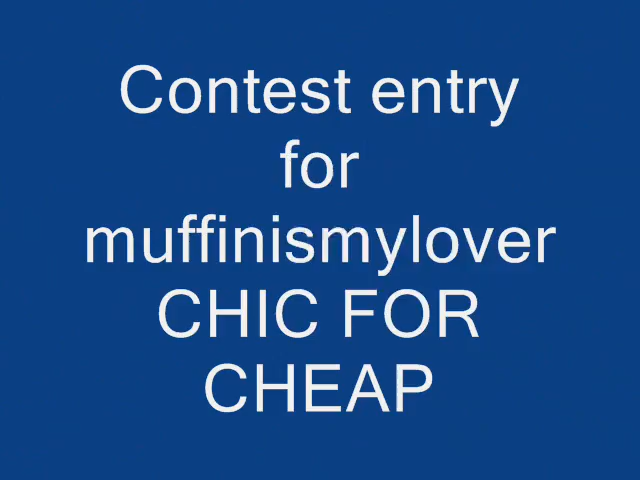 Contest entry
for
muffinismylover
CHIC FOR
CHEAP